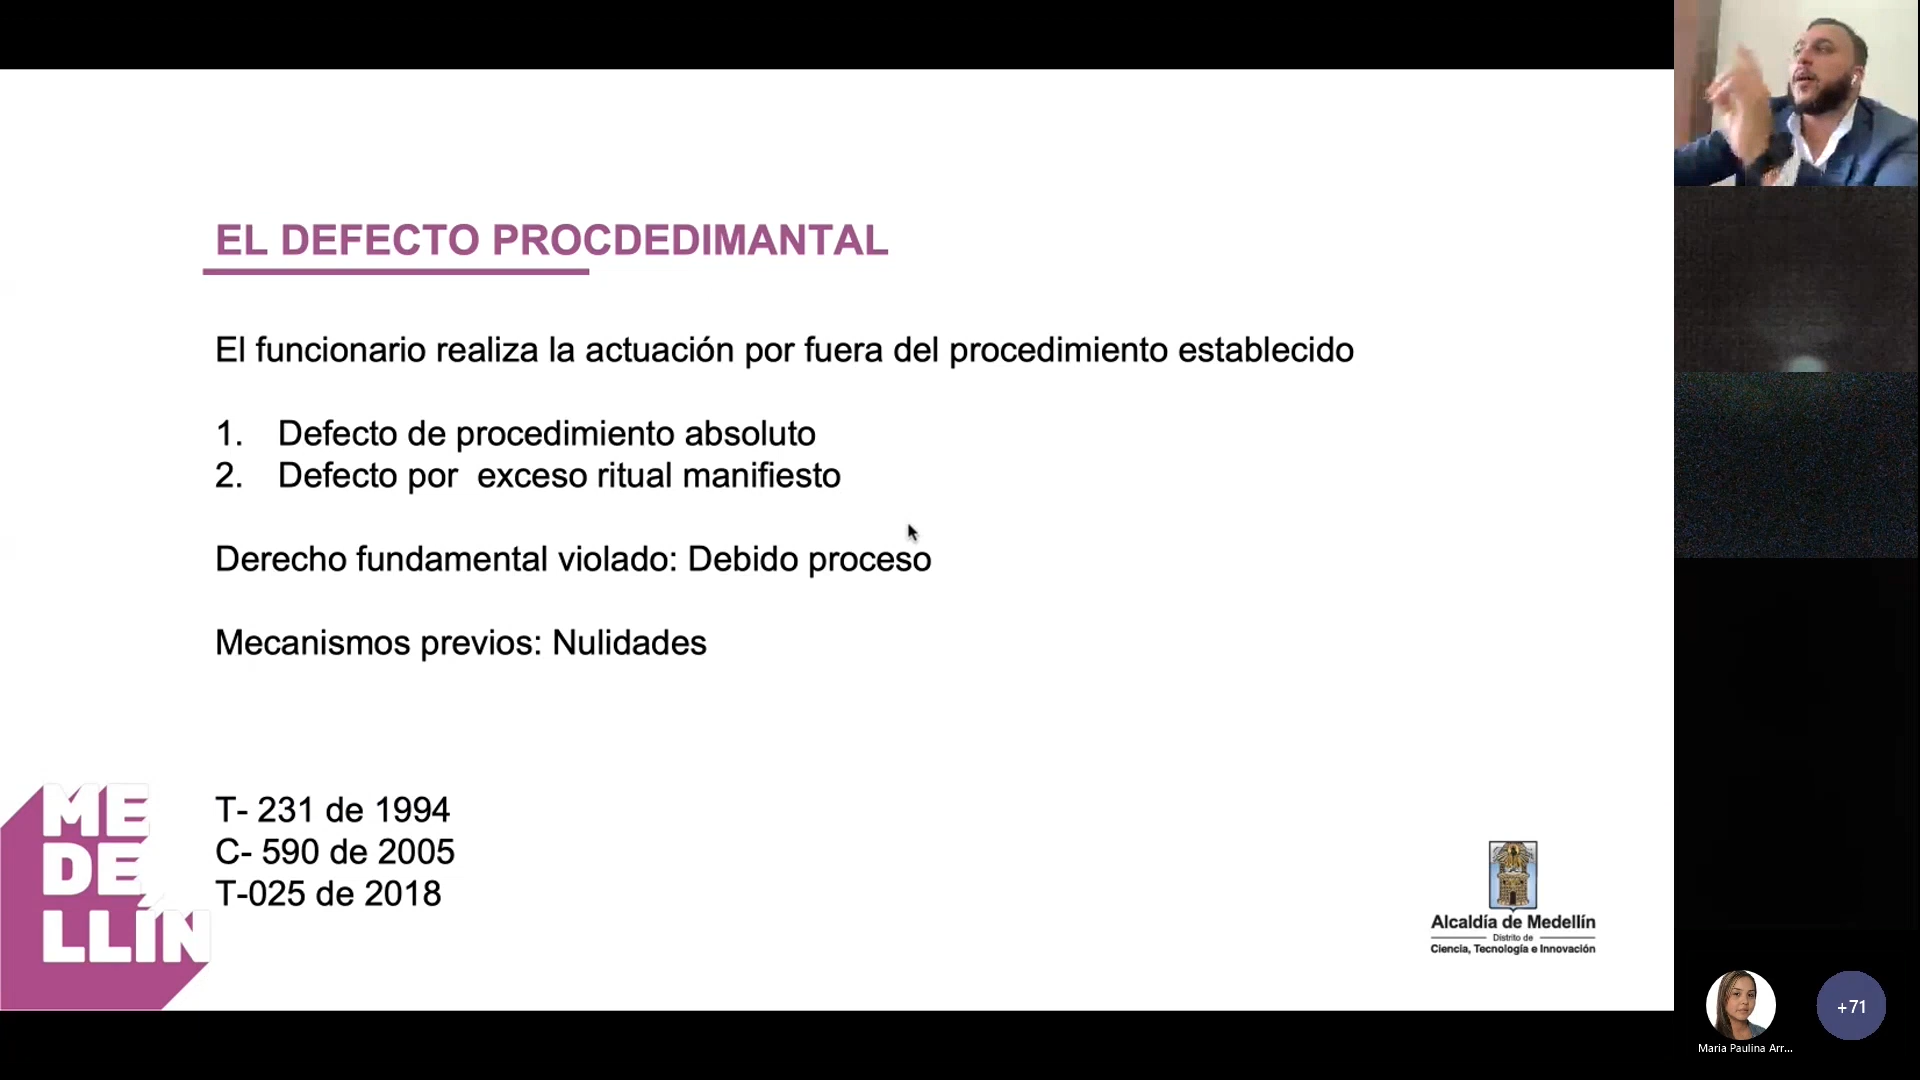 EL DEFECTO PROCDEDIMANTAL
El funcionario realiza la actuación por fuera del procedimiento establecido
1. Defecto de procedimiento absoluto
2. Defecto por exceso ritual manifiesto
Derecho fundamental violado: Debido proceso
Mecanismos previos: Nulidades
T- 231 de 1994
C- 590 de 2005
T-025 de 2018
ME
DE
LLÍN
Alcaldía de Medellín
Distrito de
Ciencia, Tecnología e Innovación
+71
Maria Paulina Arr...